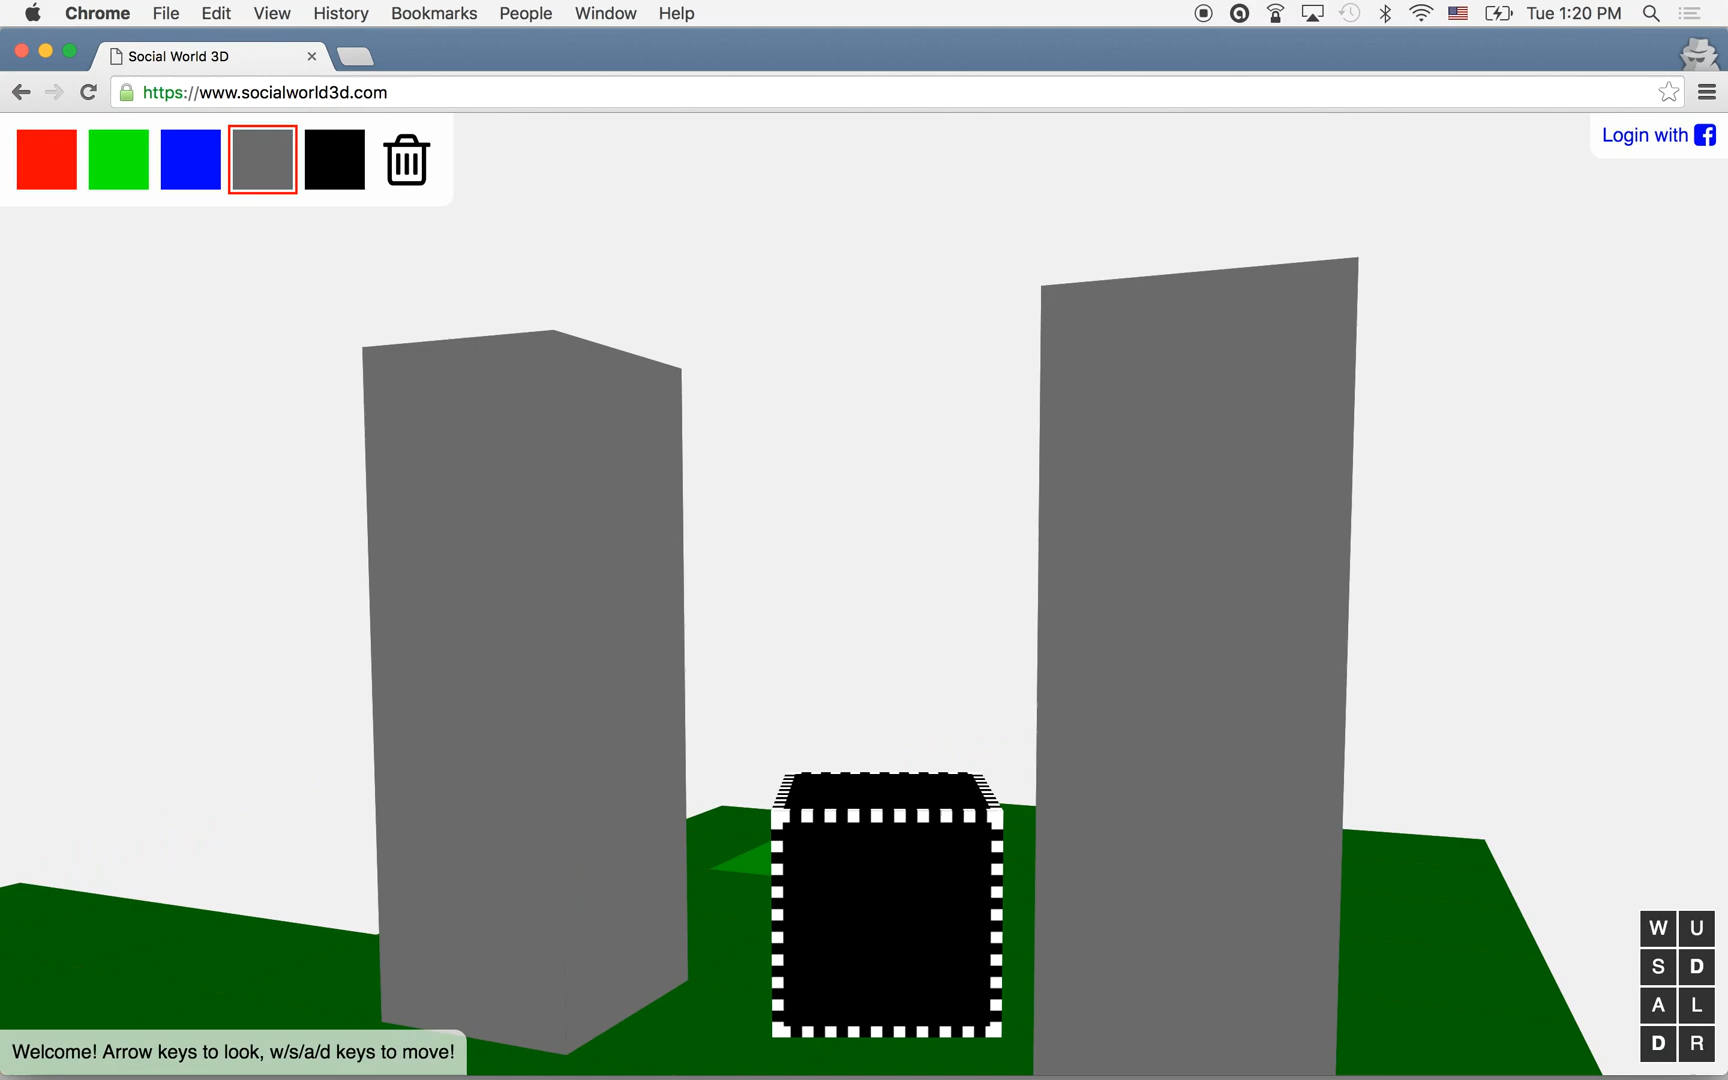 Chrome File Edit View History Bookmarks People Window Help Tue 1:20 PM
Social World 3D
https://www.socialworld3d.com
Login with
Welcome! Arrow keys to look, w/s/a/d keys to move!
W U
S D
A L
D R